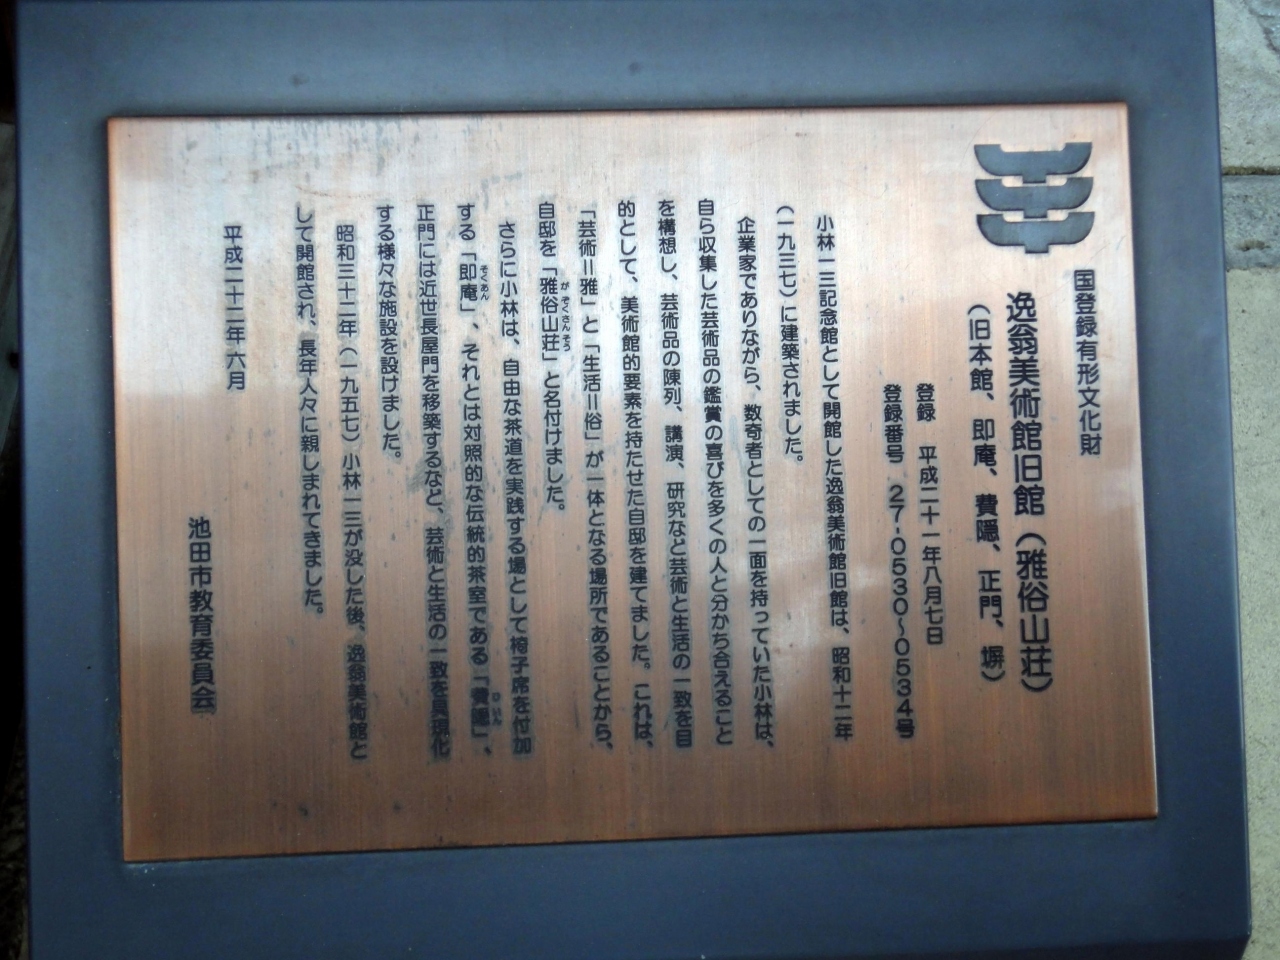 国登録有形文化財
逸翁美術館旧館（雅俗山荘）
（旧本館、即庵、費隠、正門、塀）
登録　平成二十一年八月七日
登録番号　27-0530～0534号
小林一三記念館として開館した逸翁美術館旧館は、昭和十二年
（一九三七）に建築されました。
企業家でありながら、数奇者としての一面を持っていた小林は、
自ら収集した芸術品の鑑賞の喜びを多くの人と分かち合えること
を構想し、芸術品の陳列、講演、研究など芸術と生活の一致を目
的として、美術館的要素を持たせた自邸を建てました。これは、
「芸術＝雅」と「生活＝俗」が一体となる場所であることから、
自邸を「雅俗山荘」と名付けました。
がぞくさんそう
さらに小林は、自由な茶道を実践する場として椅子席を付加
する「即庵」、それとは対照的な伝統的茶室である「費隠」、
そくあん
ひいん
正門には近世長屋門を移築するなど、芸術と生活の一致を具現化
する様々な施設を設けました。
昭和三十二年（一九五七）小林一三が没した後、逸翁美術館と
して開館され、長年人々に親しまれてきました。
平成二十二年六月
池田市教育委員会